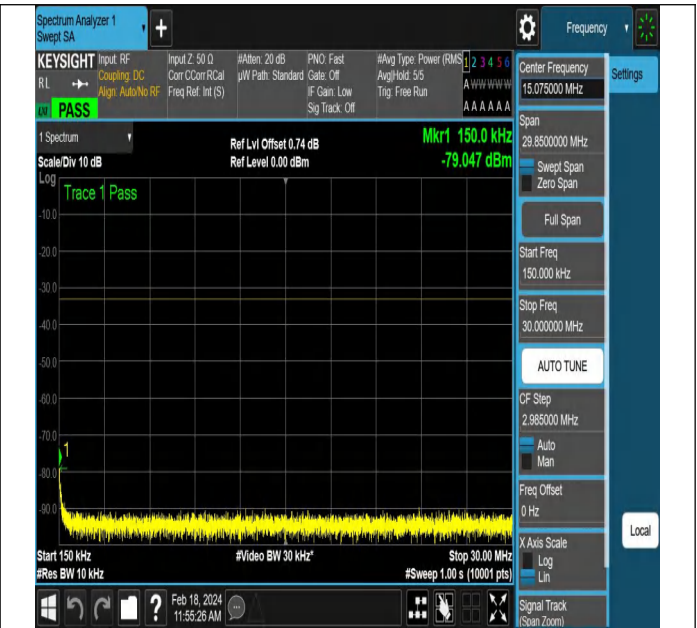 Spectrum Analyzer 1
Swept SA
+
Frequency
KEYSIGHT
RL
PASS
Input: RF
Coupling: DC
Align: Auto/No RF
Input Z: 50 Ω
Corr CCorr RCal
Freq Ref: Int (S)
#Atten: 20 dB
µW Path: Standard
PNO: Fast
Gate: Off
IF Gain: Low
Sig Track: Off
#Avg Type: Power (RMS
Avg|Hold: 5/5
Trig: Free Run
1 2 3 4 5 6
A W W W W W
A A A A A A
Center Frequency
15.075000 MHz
Settings
1 Spectrum
Scale/Div 10 dB
Ref Lvl Offset 0.74 dB
Ref Level 0.00 dBm
Mkr1 150.0 kHz
-79.047 dBm
Log
Trace 1 Pass
-10.0
-20.0
-30.0
-40.0
-50.0
-60.0
-70.0
-80.0
-90.0
1
Span
29.8500000 MHz
Swept Span
Zero Span
Full Span
Start Freq
150.000 kHz
Stop Freq
30.000000 MHz
AUTO TUNE
CF Step
2.985000 MHz
Auto
Man
Freq Offset
0 Hz
X Axis Scale
Log
Lin
Signal Track
(Span Zoom)
Local
Start 150 kHz
#Video BW 30 kHz*
Stop 30.00 MHz
#Res BW 10 kHz
#Sweep 1.00 s (10001 pts)
?
Feb 18, 2024
11:55:26 AM